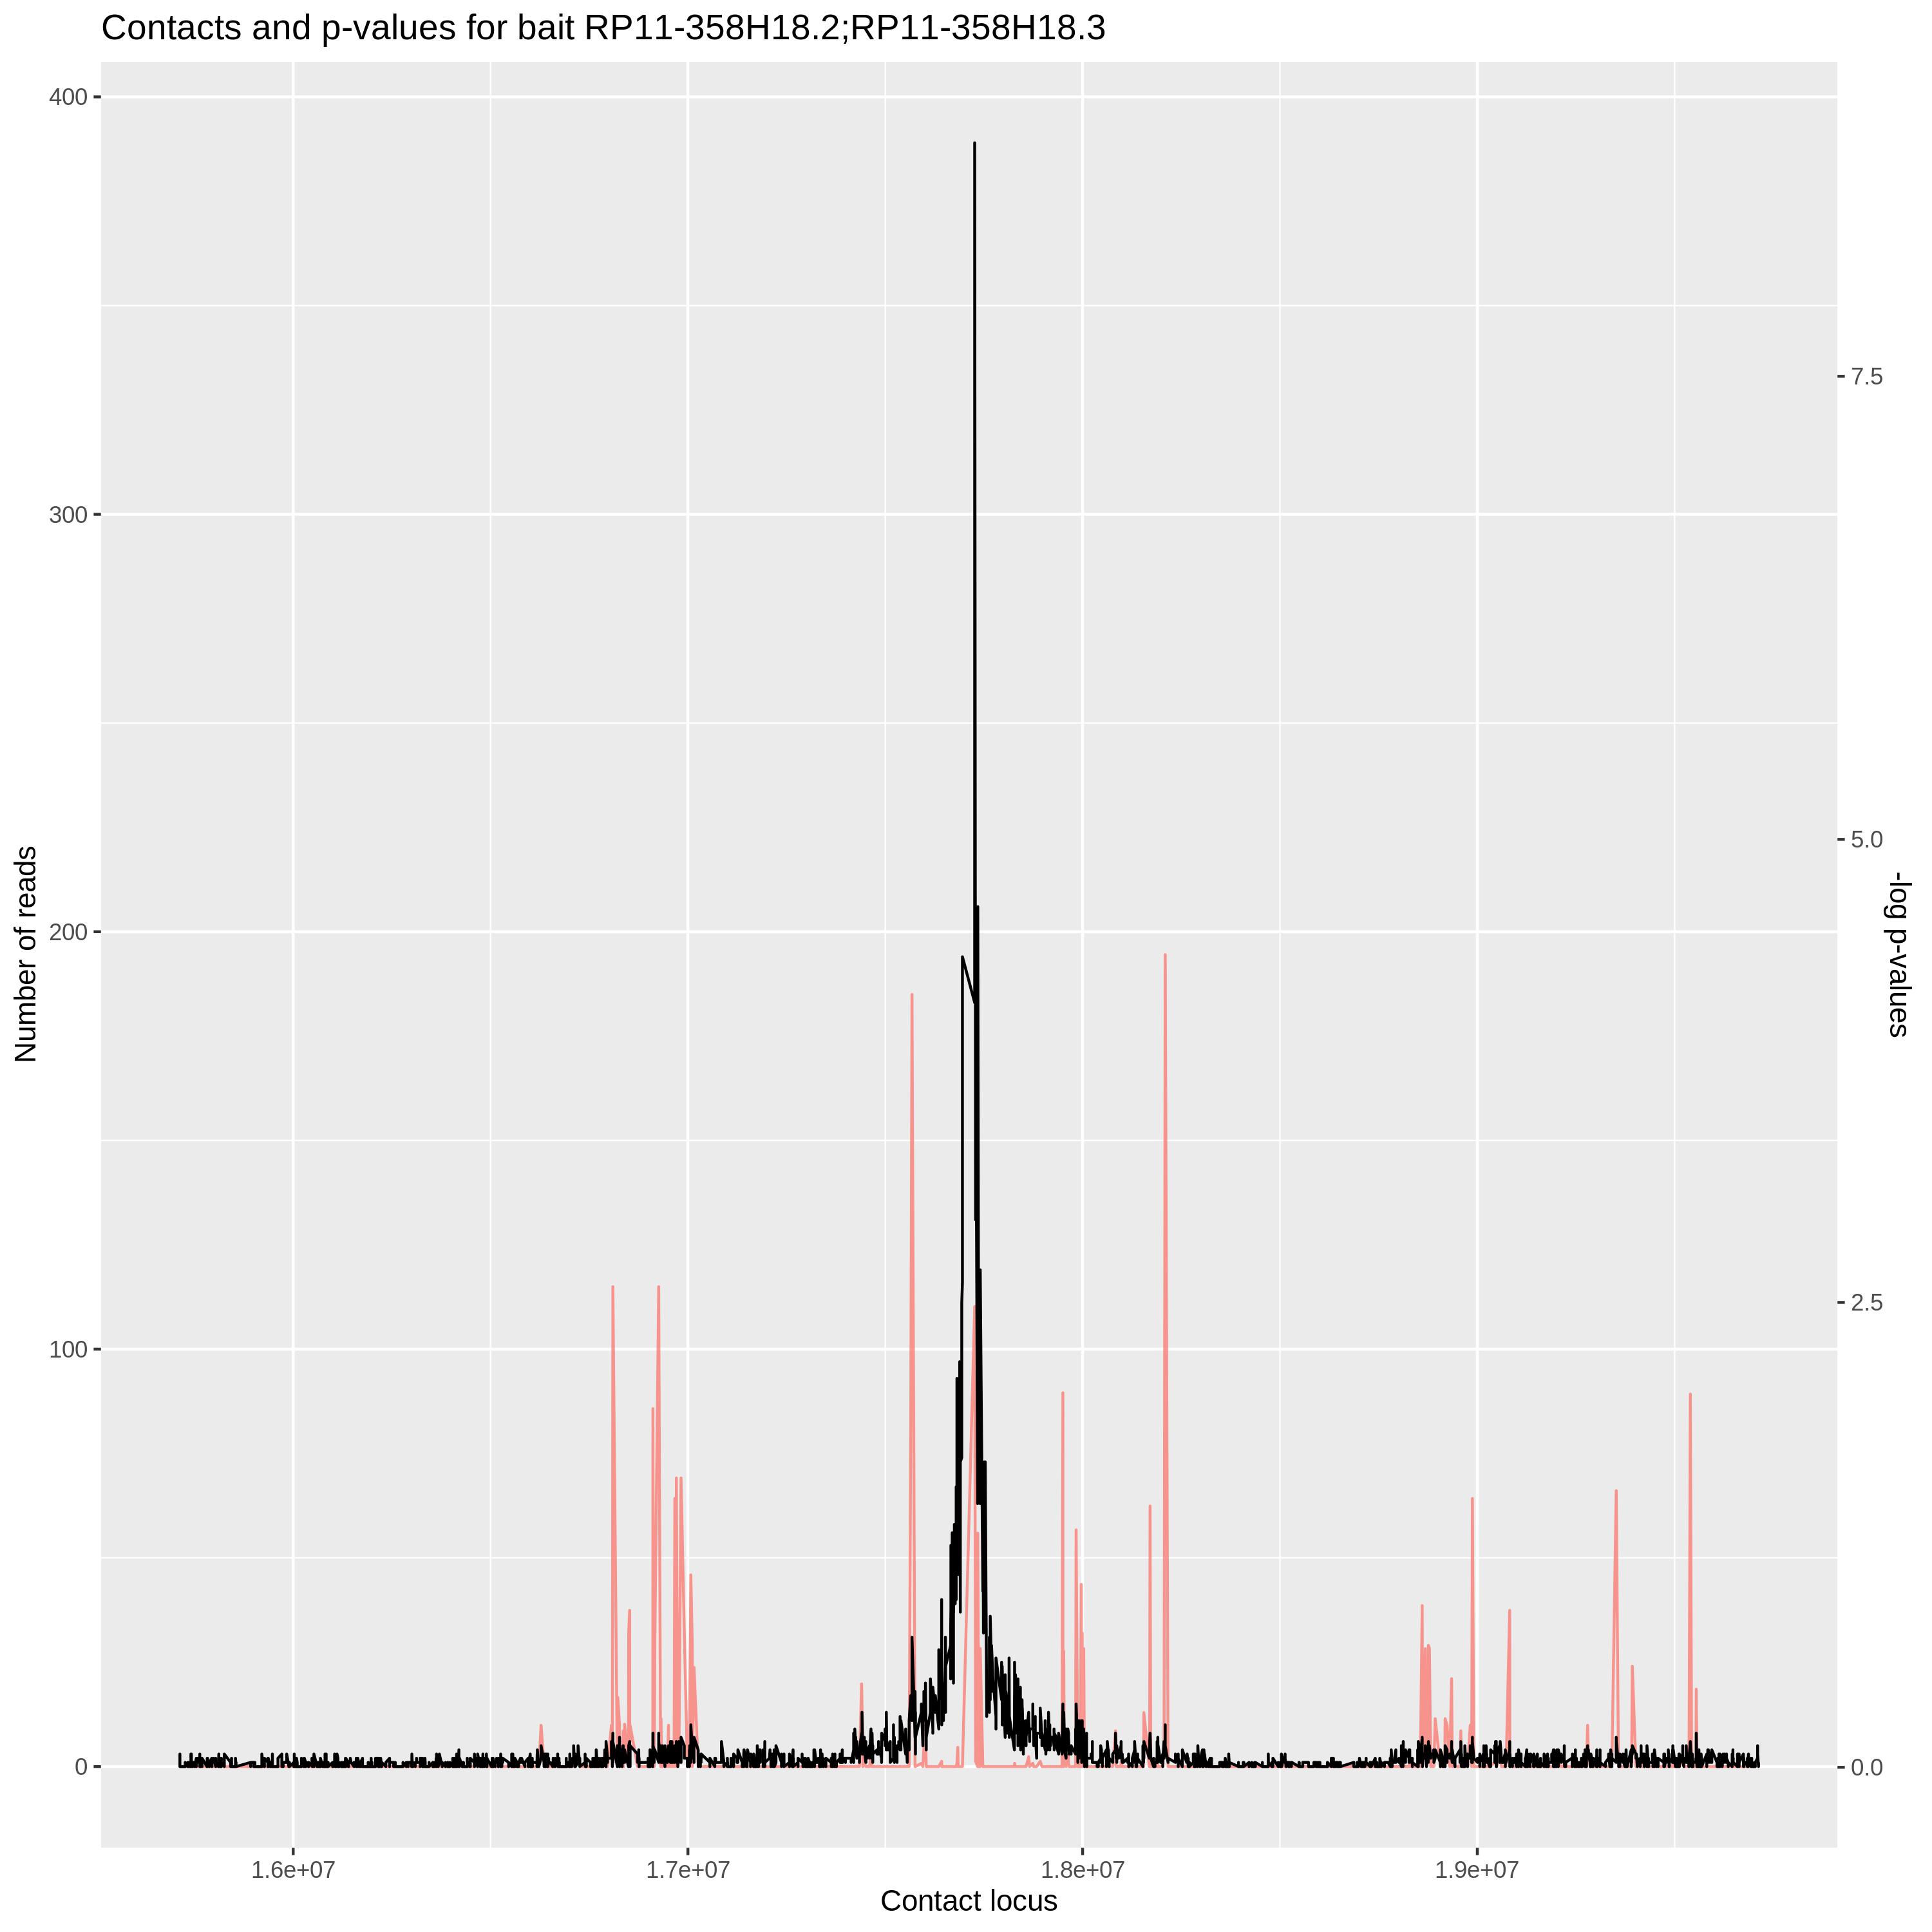 Contacts and p-values for bait RP11-358H18.2;RP11-358H18.3
400
300
200
100
0
Number of reads
7.5
5.0
2.5
0.0
-log p-values
1.6e+07
1.7e+07
1.8e+07
1.9e+07
Contact locus